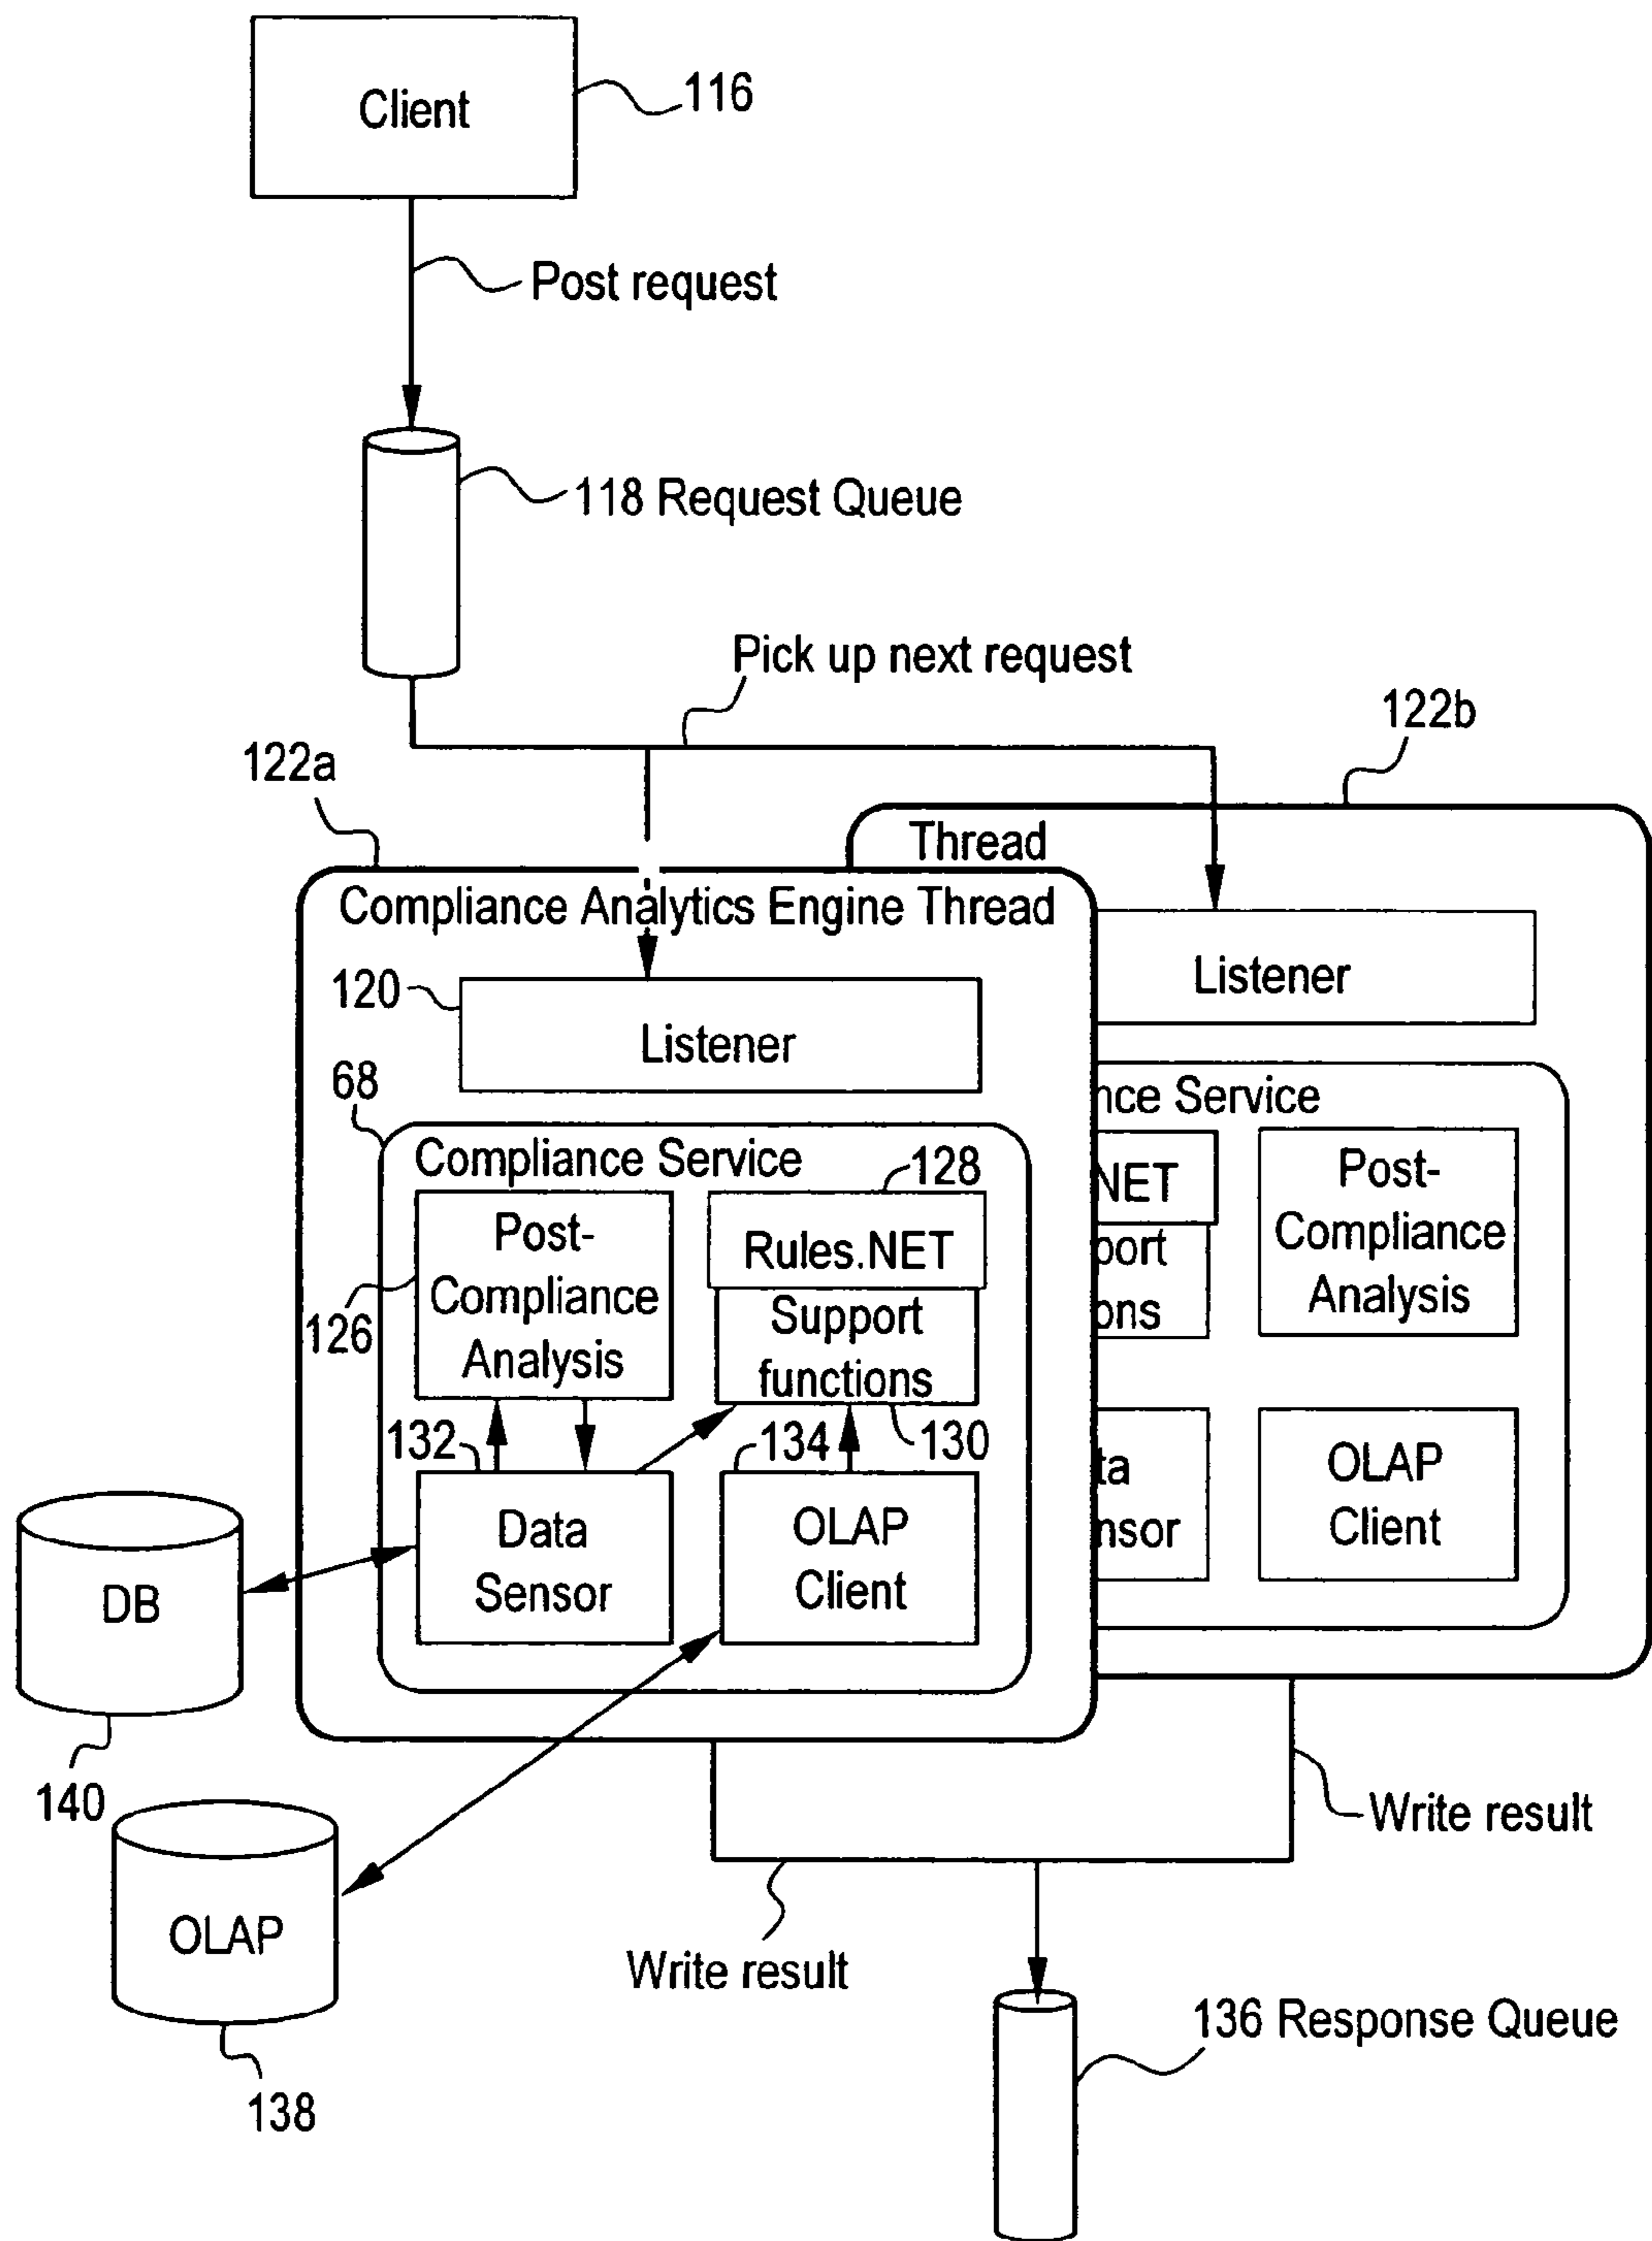 Client
116
Post request
118 Request Queue
Pick up next request
122a
122b
Thread
Compliance Analytics Engine Thread
120
Listener
Listener
68
Compliance Service
nce Service
128
126
Post-
Compliance
Analysis
Rules.NET
Support
functions
.NET
port
ons
Post-
Compliance
Analysis
132
134
130
Data
Sensor
OLAP
Client
ta
nsor
OLAP
Client
DB
140
OLAP
138
Write result
Write result
136 Response Queue